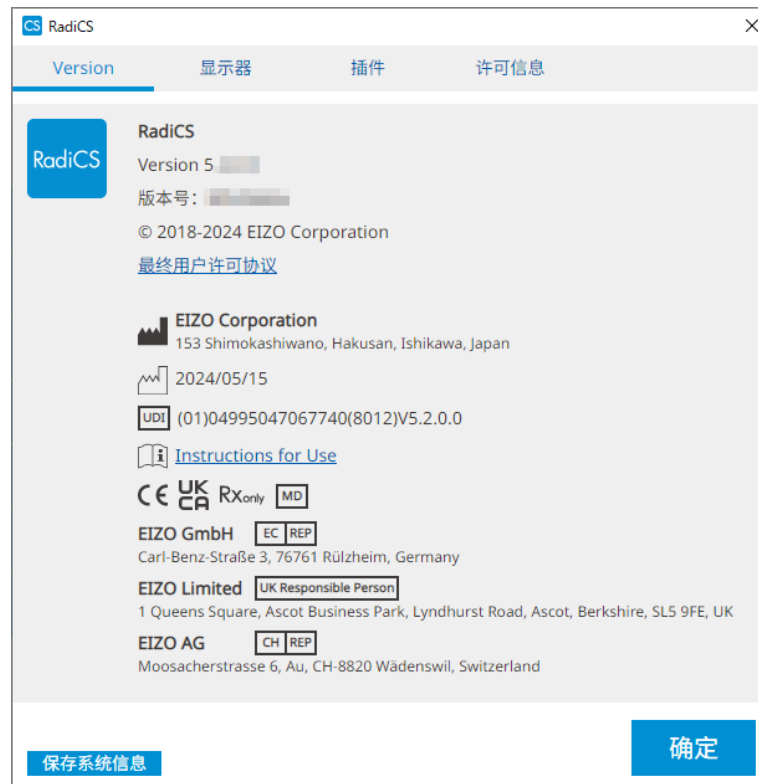 CS RadiCS
Version 显示器 插件 许可信息
RadiCS
RadiCS
Version 5
版本号:
© 2018-2024 EIZO Corporation
最终用户许可协议
EIZO Corporation
153 Shimokashiwano, Hakusan, Ishikawa, Japan
2024/05/15
UDI (01)04995047067740(8012)V5.2.0.0
Instructions for Use
CE UK CA Rx only MD
EIZO GmbH EC REP
Carl-Benz-Straße 3, 76761 Rülzheim, Germany
EIZO Limited UK Responsible Person
1 Queens Square, Ascot Business Park, Lyndhurst Road, Ascot, Berkshire, SL5 9FE, UK
EIZO AG CH REP
Moosacherstrasse 6, Au, CH-8820 Wädenswil, Switzerland
确定
保存系统信息